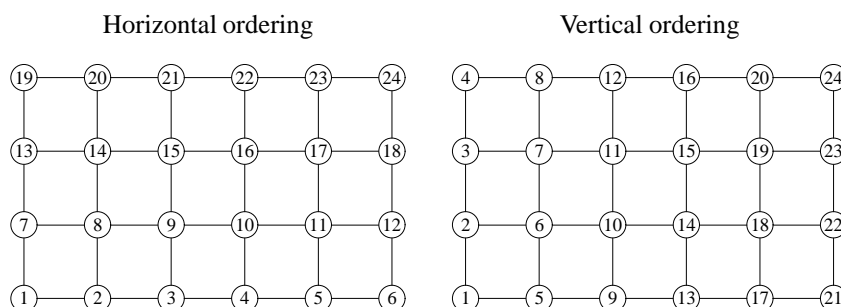 Horizontal ordering
Vertical ordering
19 20 21 22 23 24
4 8 12 16 20 24
13 14 15 16 17 18
3 7 11 15 19 23
7 8 9 10 11 12
2 6 10 14 18 22
1 2 3 4 5 6
1 5 9 13 17 21